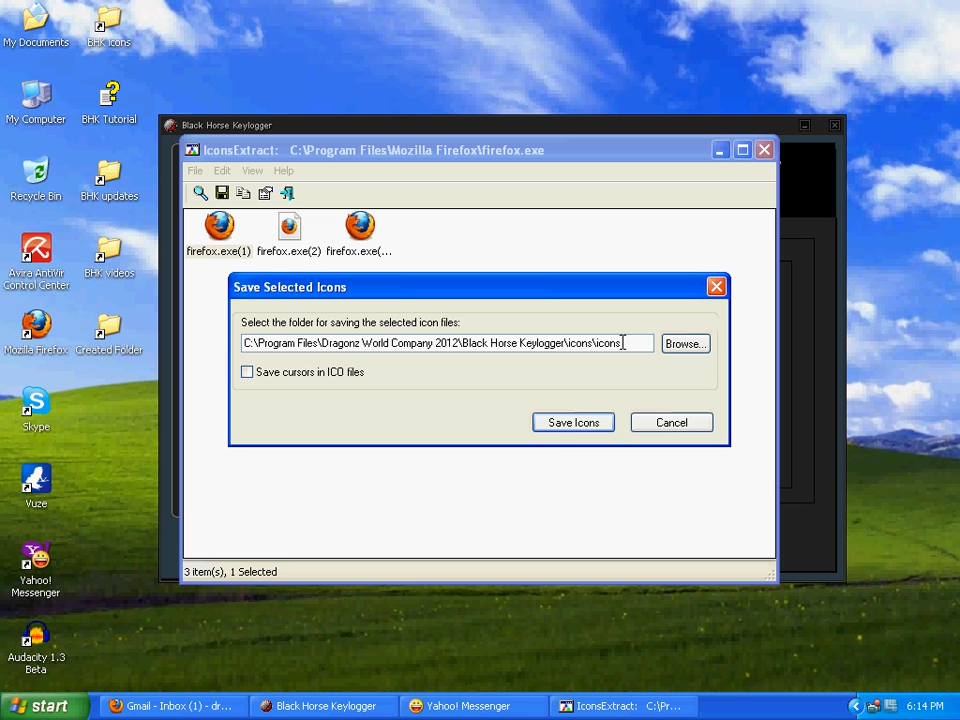 My Documents
BHK icons
My Computer
BHK Tutorial
Recycle Bin
BHK updates
Avira AntiVir
Control Center
BHK videos
Mozilla Firefox
Created Folder
Skype
Vuze
Yahoo!
Messenger
Audacity 1.3
Beta
Black Horse Keylogger
IconsExtract: C:\Program Files\Mozilla Firefox\firefox.exe
File Edit View Help
firefox.exe(1) firefox.exe(2) firefox.exe(...
Save Selected Icons
Select the folder for saving the selected icon files:
C:\Program Files\Dragonz World Company 2012\Black Horse Keylogger\icons\icons
Browse...
Save cursors in ICO files
Save Icons
Cancel
3 item(s), 1 Selected
start
Gmail - Inbox (1) - dr...
Black Horse Keylogger
Yahoo! Messenger
IconsExtract: C:\Pr...
6:14 PM